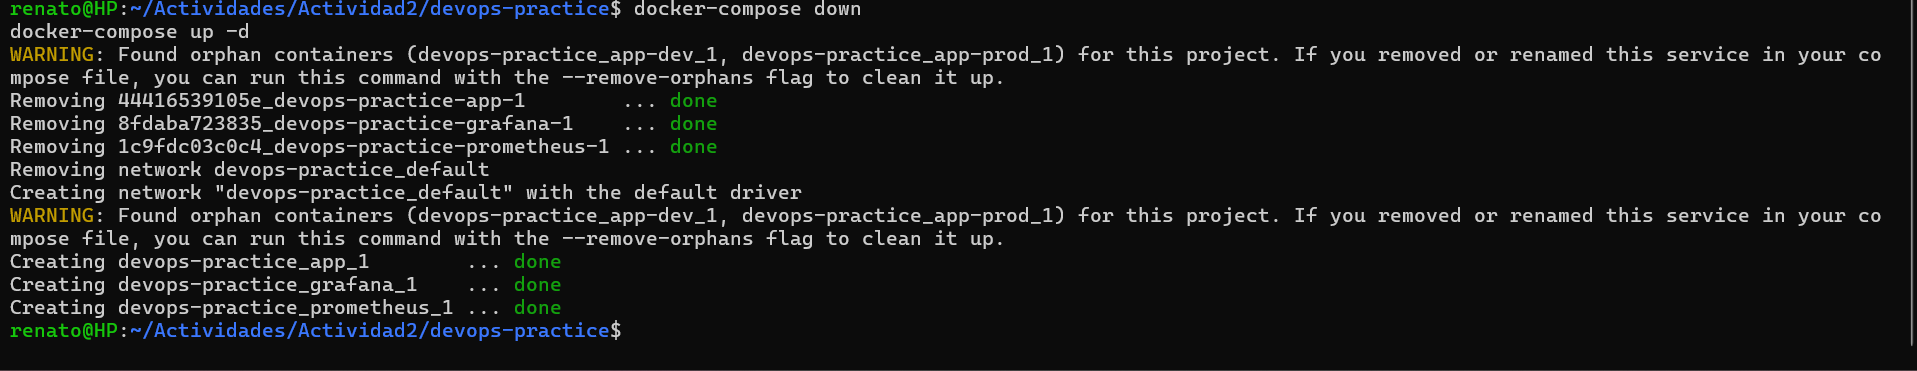 renato@HP:~/Actividades/Actividad2/devops-practice$ docker-compose down
docker-compose up -d
WARNING: Found orphan containers (devops-practice_app-dev_1, devops-practice_app-prod_1) for this project. If you removed or renamed this service in your co
mpose file, you can run this command with the --remove-orphans flag to clean it up.
Removing 44416539105e_devops-practice-app-1        ... done
Removing 8fdaba723835_devops-practice-grafana-1    ... done
Removing 1c9fdc03c0c4_devops-practice-prometheus-1 ... done
Removing network devops-practice_default
Creating network "devops-practice_default" with the default driver
WARNING: Found orphan containers (devops-practice_app-dev_1, devops-practice_app-prod_1) for this project. If you removed or renamed this service in your co
mpose file, you can run this command with the --remove-orphans flag to clean it up.
Creating devops-practice_app_1        ... done
Creating devops-practice_grafana_1    ... done
Creating devops-practice_prometheus_1 ... done
renato@HP:~/Actividades/Actividad2/devops-practice$